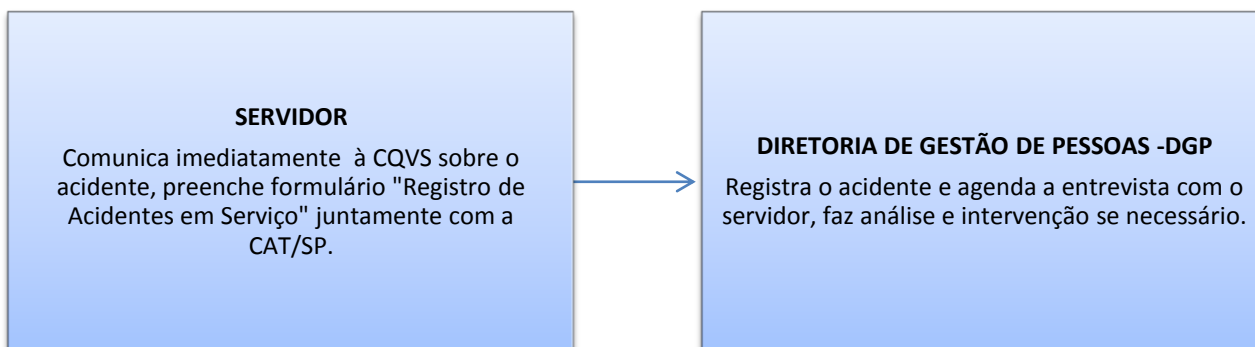 SERVIDOR
Comunica imediatamente à CQVS sobre o
acidente, preenche formulário "Registro de
Acidentes em Serviço" juntamente com a
CAT/SP.
DIRETORIA DE GESTÃO DE PESSOAS -DGP
Registra o acidente e agenda a entrevista com o
servidor, faz análise e intervenção se necessário.